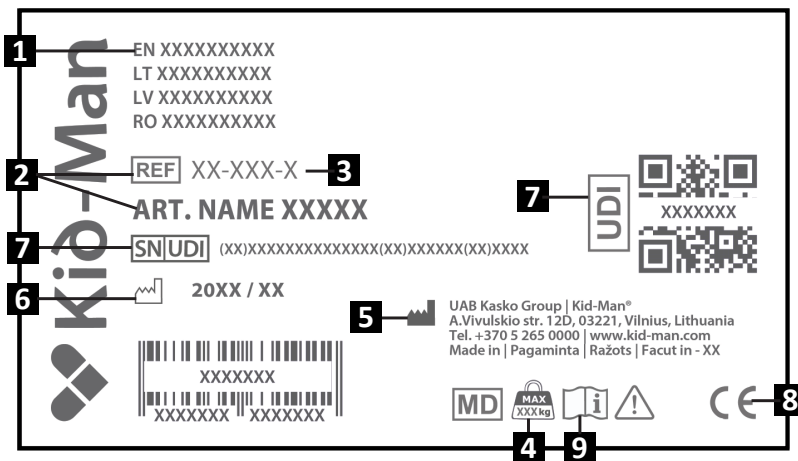 1
EN XXXXXXXXXX
LT XXXXXXXXXX
LV XXXXXXXXXX
RO XXXXXXXXXX
Kið-Man
2
REF XX-XXX-X 3
ART. NAME XXXXX
7
SN UDI (XX)XXXXXXXXXXXXXX(XX)XXXXXX(XX)XXXX
6
20XX / XX
XXXXXXX
XXXXXXX XXXXXXX
7
UDI
XXXXXXX
5
UAB Kasko Group | Kid-Man®
A.Vivulskio str. 12D, 03221, Vilnius, Lithuania
Tel. +370 5 265 0000 | www.kid-man.com
Made in | Pagaminta | Ražots | Facut in - XX
MD
MAX
XXX kg
i
CE
8
4
9